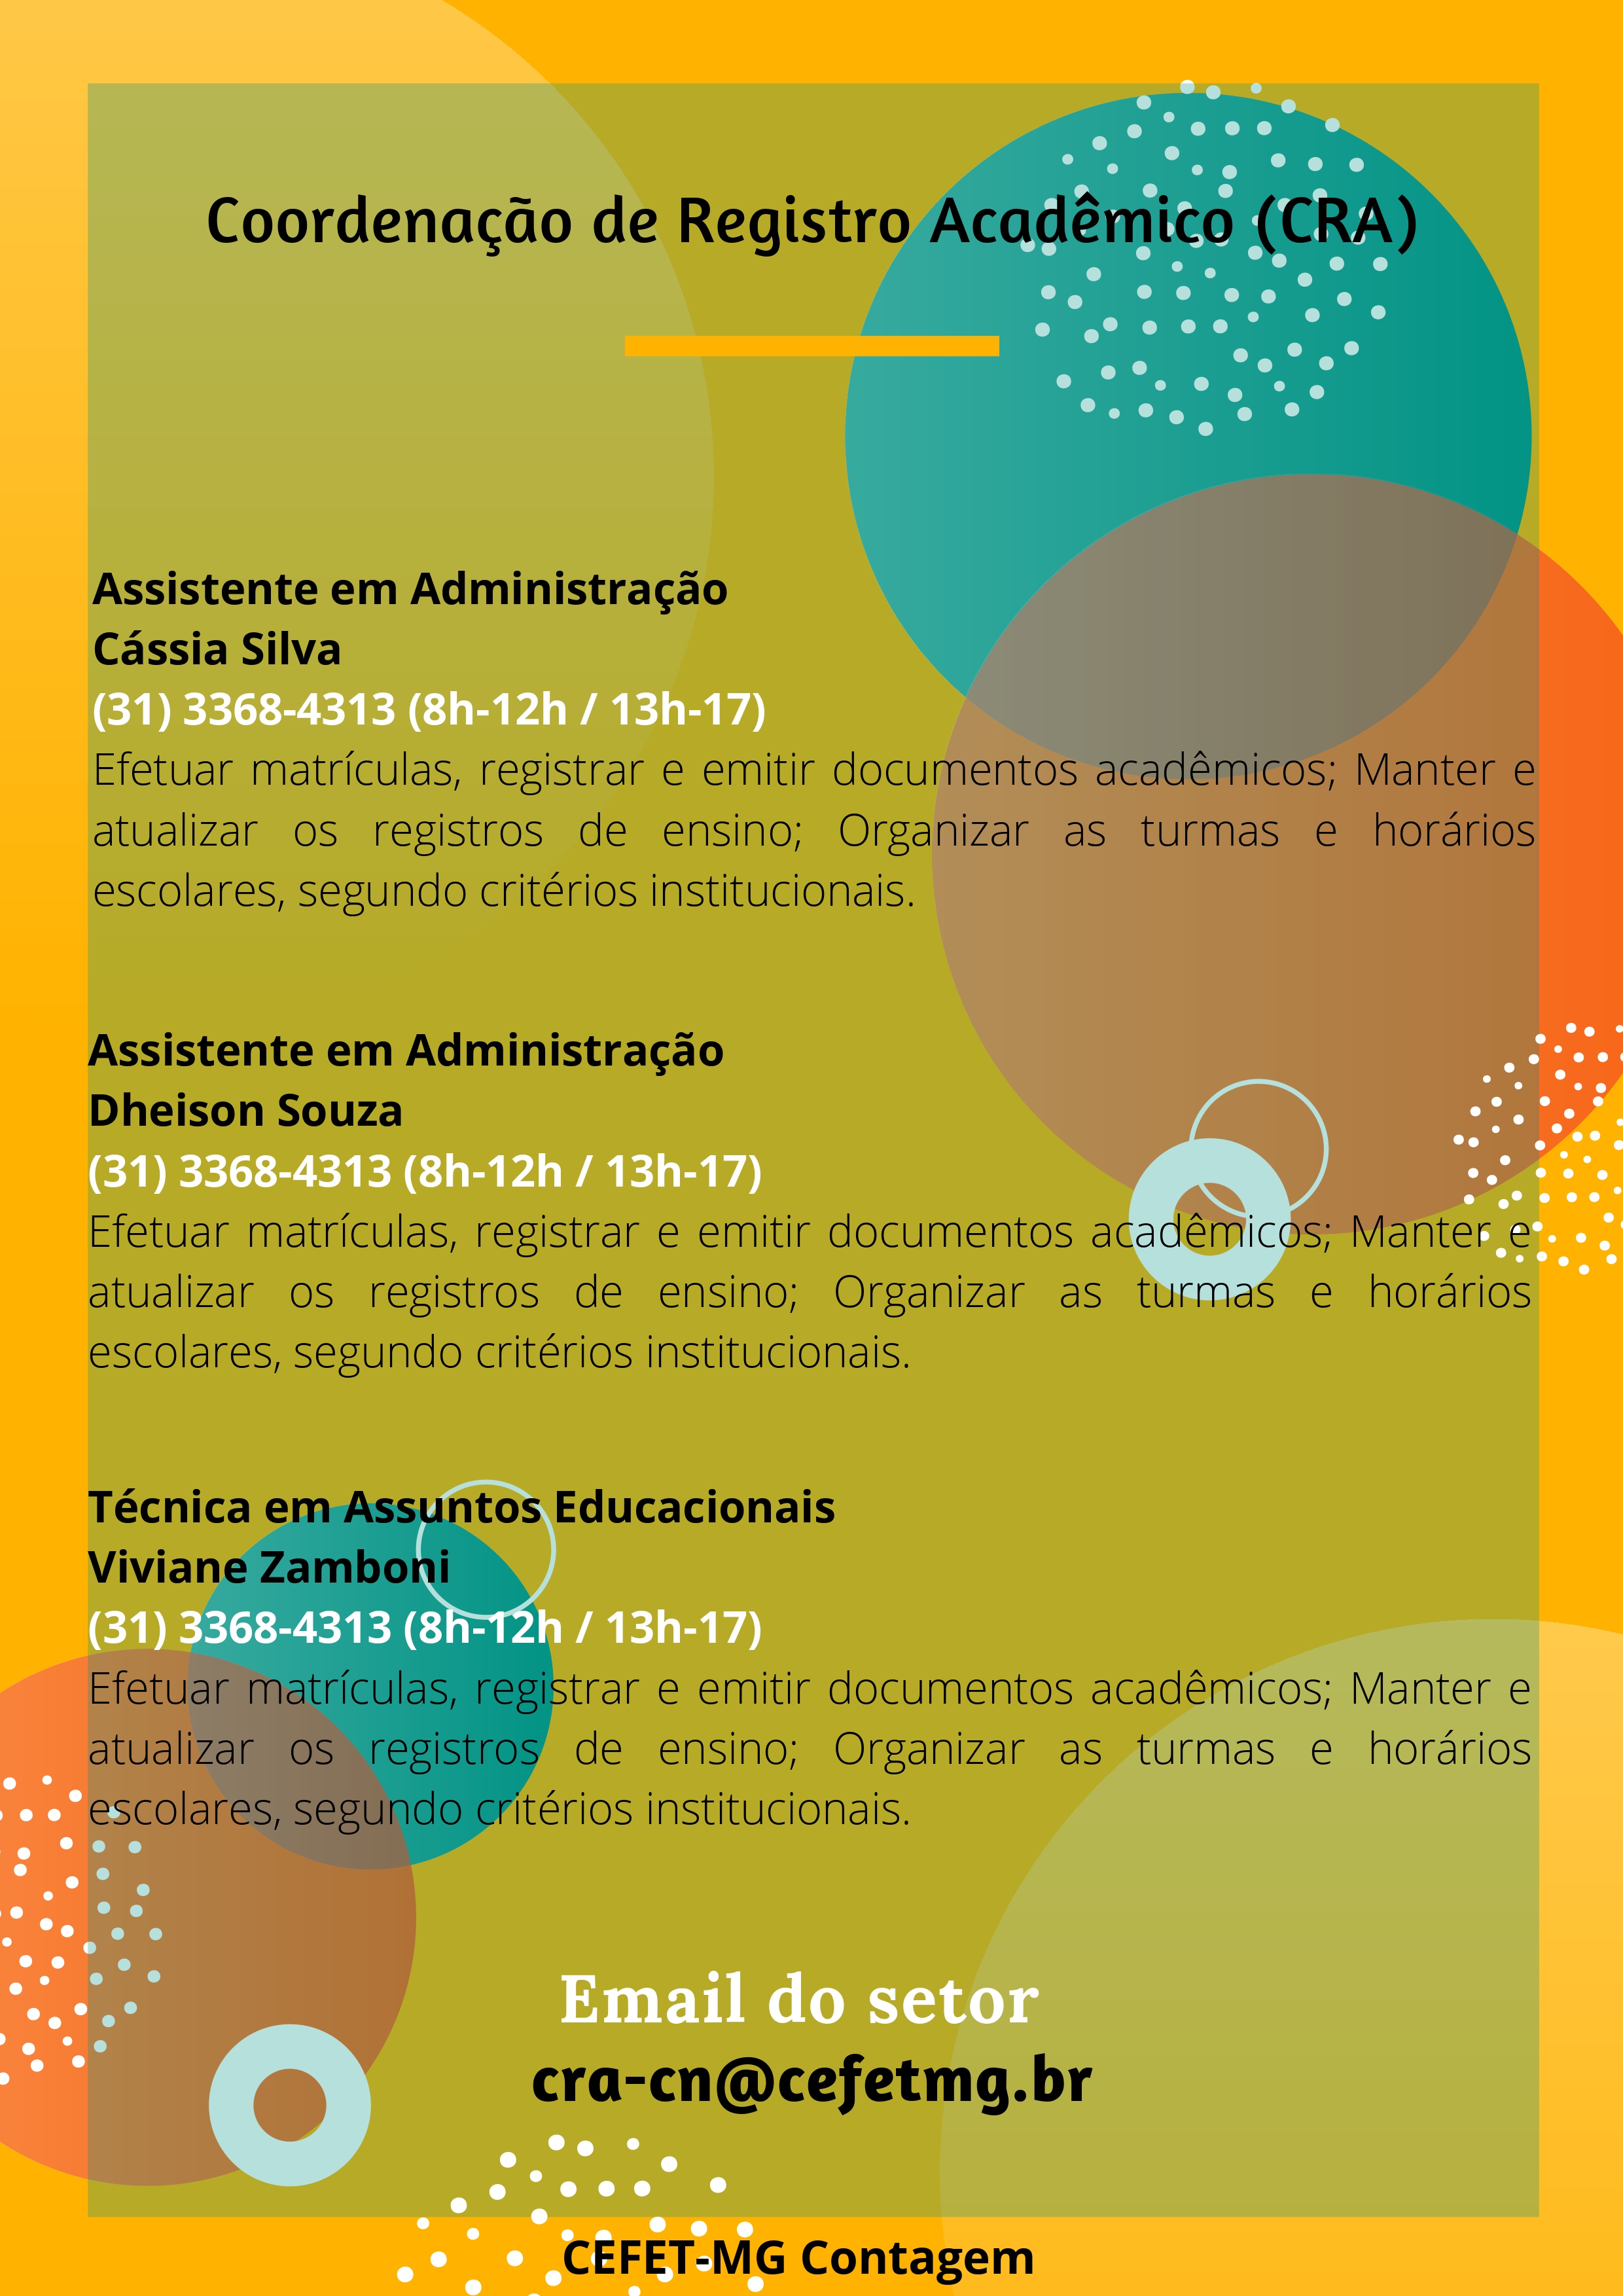 Coordenação de Registro Acadêmico (CRA)
Assistente em Administração
Cássia Silva
(31) 3368-4313 (8h-12h / 13h-17)
Efetuar matrículas, registrar e emitir documentos acadêmicos; Manter e
atualizar os registros de ensino; Organizar as turmas e horários
escolares, segundo critérios institucionais.
Assistente em Administração
Dheison Souza
(31) 3368-4313 (8h-12h / 13h-17)
Efetuar matrículas, registrar e emitir documentos acadêmicos; Manter e
atualizar os registros de ensino; Organizar as turmas e horários
escolares, segundo critérios institucionais.
Técnica em Assuntos Educacionais
Viviane Zamboni
(31) 3368-4313 (8h-12h / 13h-17)
Efetuar matrículas, registrar e emitir documentos acadêmicos; Manter e
atualizar os registros de ensino; Organizar as turmas e horários
escolares, segundo critérios institucionais.
Email do setor
cra-cn@cefetmg.br
CEFET-MG Contagem